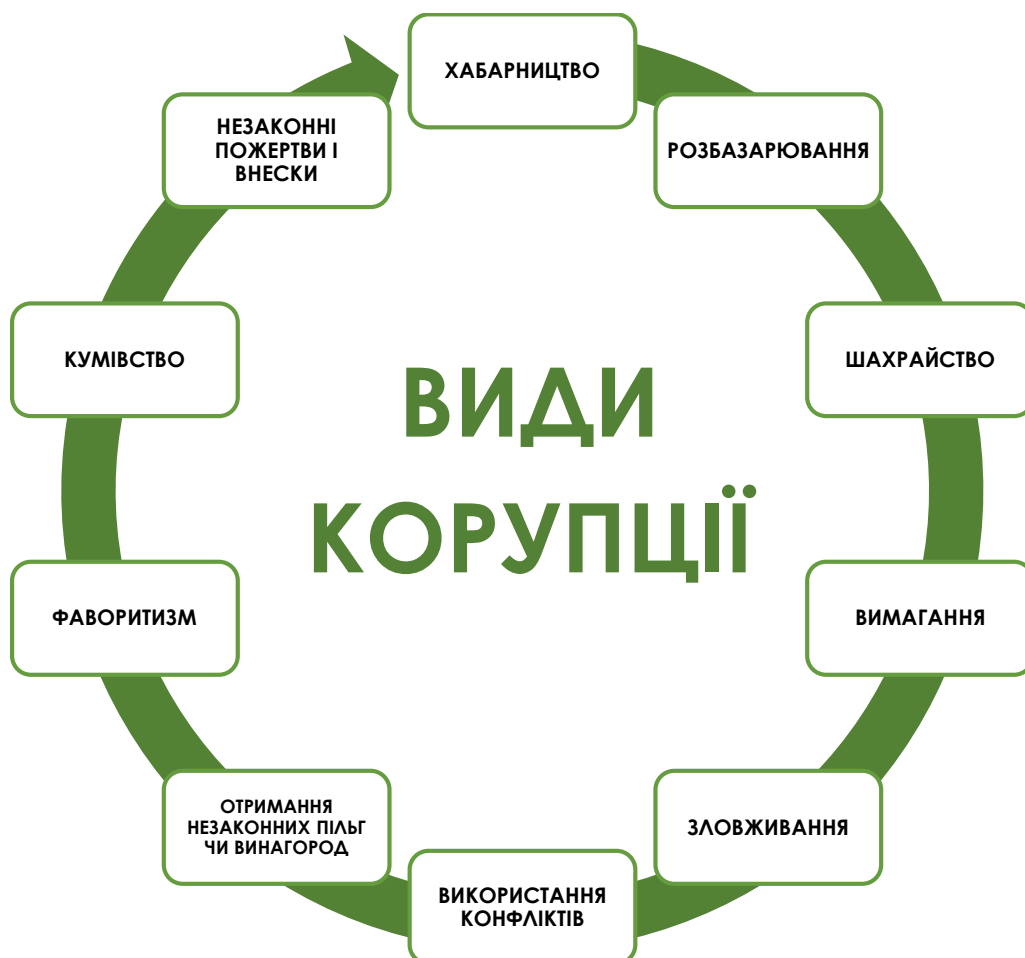 ХАБАРНИЦТВО
РОЗБАЗАРЮВАННЯ
ШАХРАЙСТВО
ВИМАГАННЯ
ЗЛОВЖИВАННЯ
ВИКОРИСТАННЯ
КОНФЛІКТІВ
ОТРИМАННЯ
НЕЗАКОННИХ ПІЛЬГ
ЧИ ВИНАГОРОД
ФАВОРИТИЗМ
КУМІВСТВО
НЕЗАКОННІ
ПОЖЕРТВИ І
ВНЕСКИ
ВИДИ
КОРУПЦІЇ